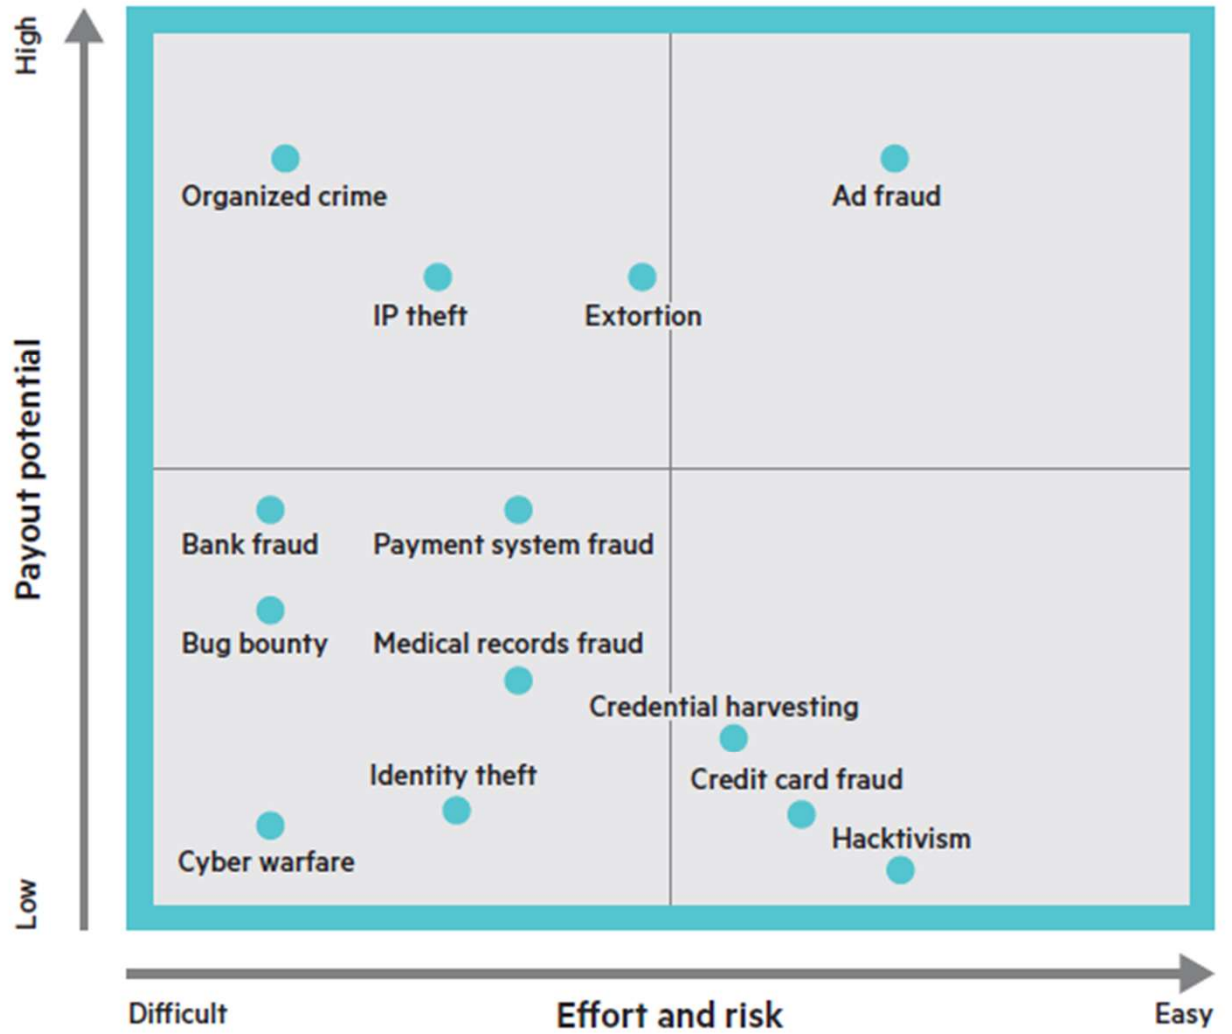 High
Organized crime
Ad fraud
IP theft
Extortion
Payout potential
Bank fraud
Payment system fraud
Bug bounty
Medical records fraud
Credential harvesting
Identity theft
Credit card fraud
Hacktivism
Cyber warfare
Low
Difficult
Effort and risk
Easy